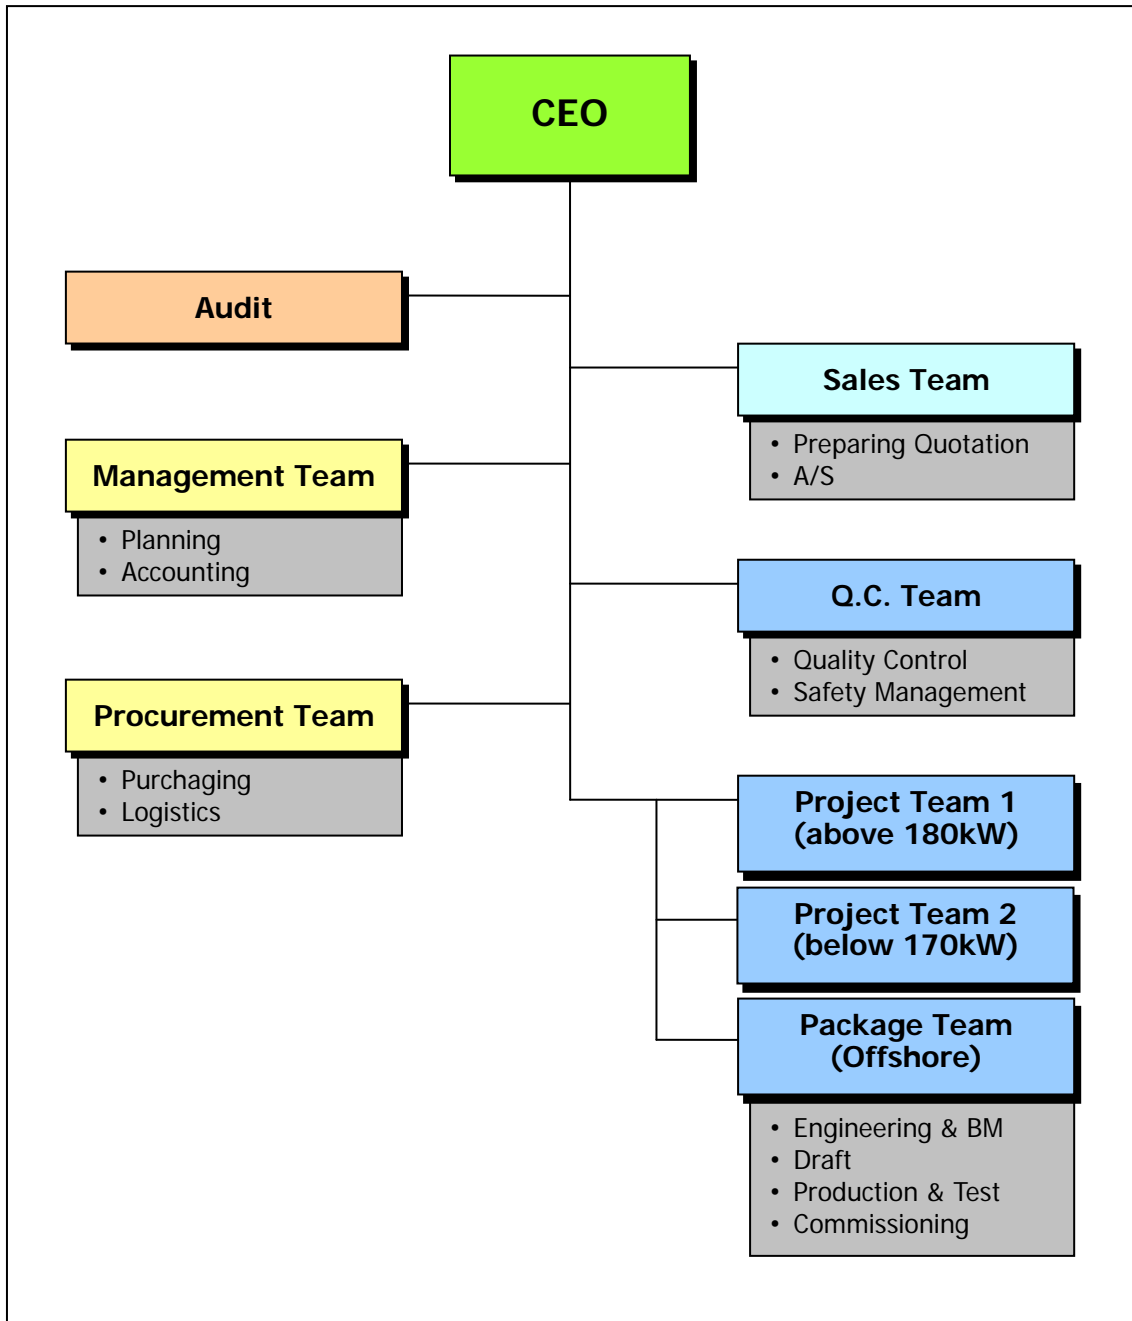 CEO
Audit
Sales Team
• Preparing Quotation
• A/S
Management Team
• Planning
• Accounting
Q.C. Team
• Quality Control
• Safety Management
Procurement Team
• Purchaging
• Logistics
Project Team 1
(above 180kW)
Project Team 2
(below 170kW)
Package Team
(Offshore)
• Engineering & BM
• Draft
• Production & Test
• Commissioning